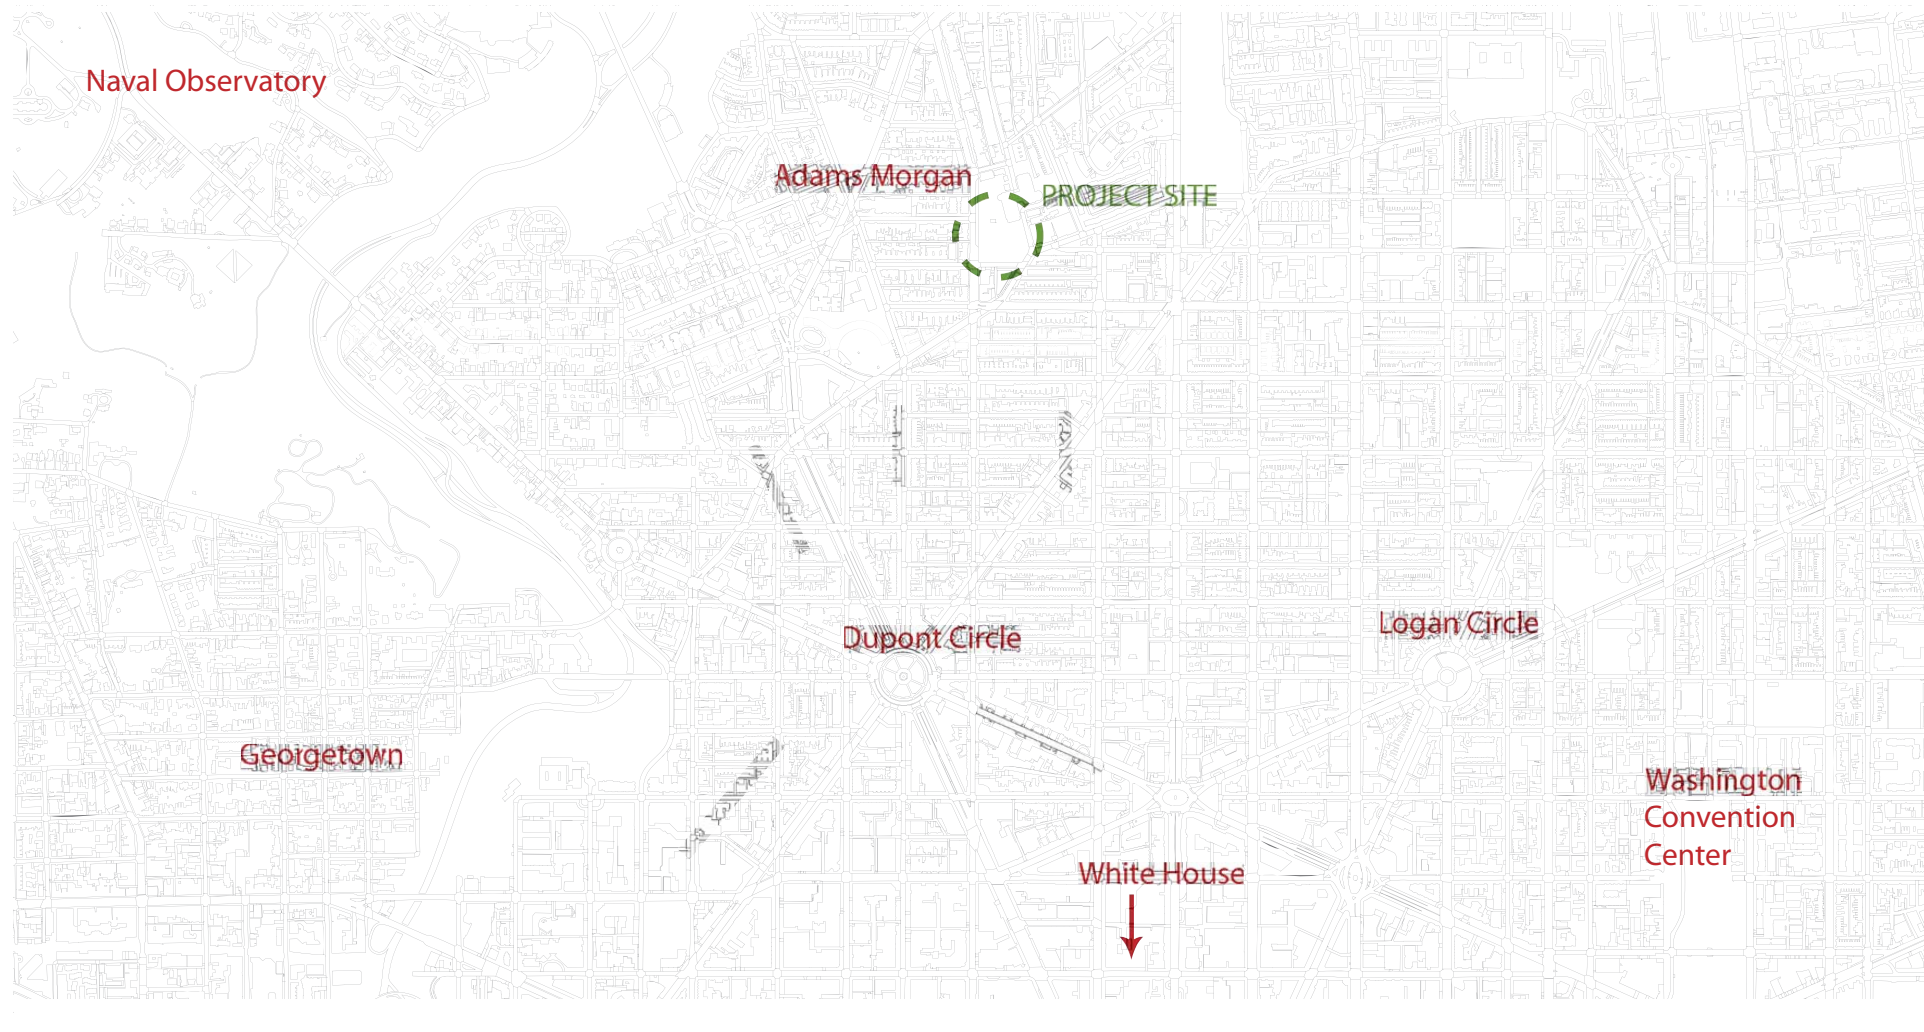 Naval Observatory
Adams Morgan
PROJECT SITE
Dupont Circle
Logan Circle
Georgetown
Washington
Convention
Center
White House